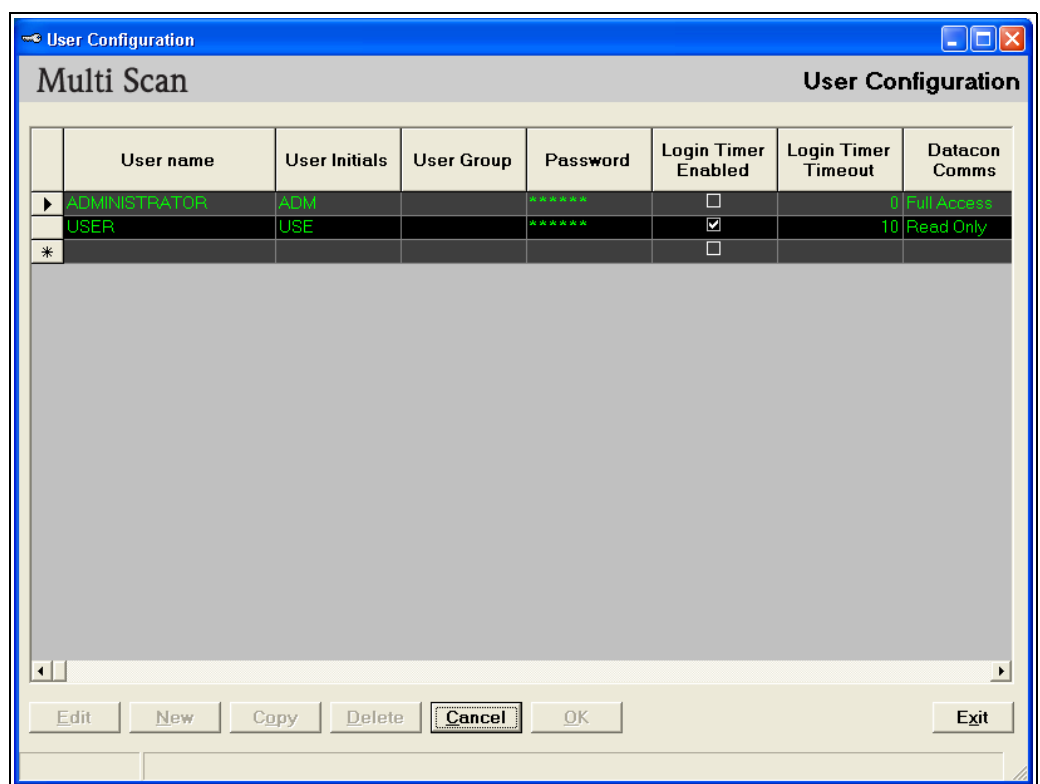 User Configuration
Multi Scan
User Configuration
User name
User Initials
User Group
Password
Login Timer
Enabled
Login Timer
Timeout
Datacon
Comms
ADMINISTRATOR ADM ****** 0 Full Access
USER USE ****** 10 Read Only
Edit New Copy Delete Cancel OK Exit